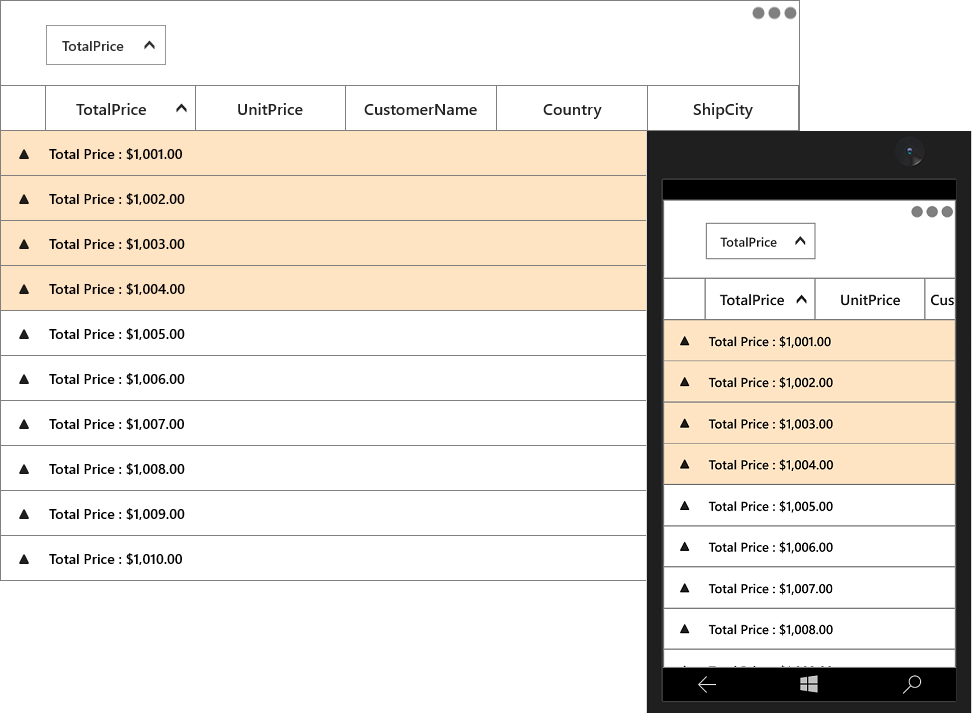 TotalPrice
TotalPrice UnitPrice CustomerName Country ShipCity
Total Price : $1,001.00
Total Price : $1,002.00
Total Price : $1,003.00
Total Price : $1,004.00
Total Price : $1,005.00
Total Price : $1,006.00
Total Price : $1,007.00
Total Price : $1,008.00
Total Price : $1,009.00
Total Price : $1,010.00
TotalPrice
TotalPrice UnitPrice Cus
Total Price : $1,001.00
Total Price : $1,002.00
Total Price : $1,003.00
Total Price : $1,004.00
Total Price : $1,005.00
Total Price : $1,006.00
Total Price : $1,007.00
Total Price : $1,008.00